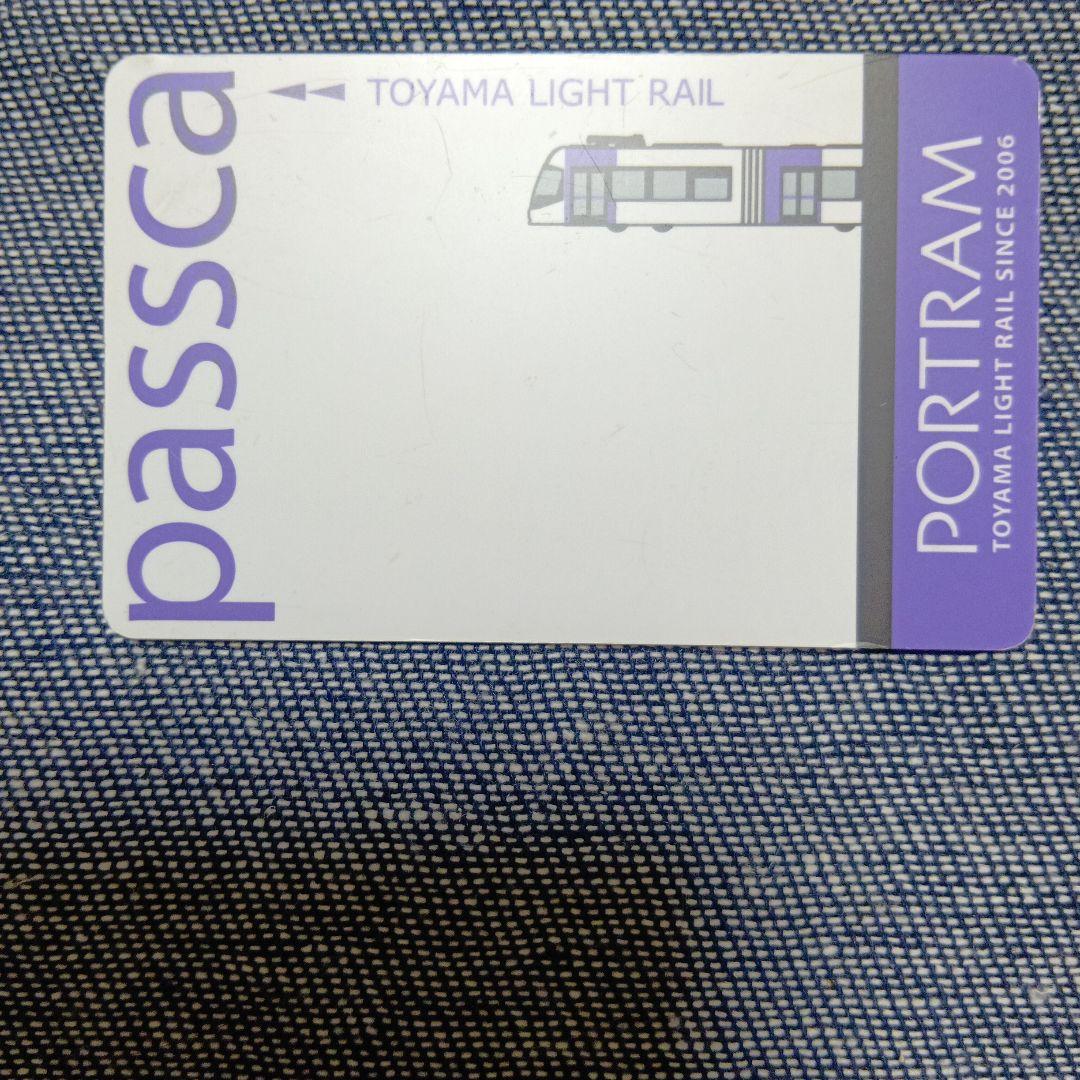 passca
TOYAMA LIGHT RAIL
PORTRAM
TOYAMA LIGHT RAIL SINCE 2006